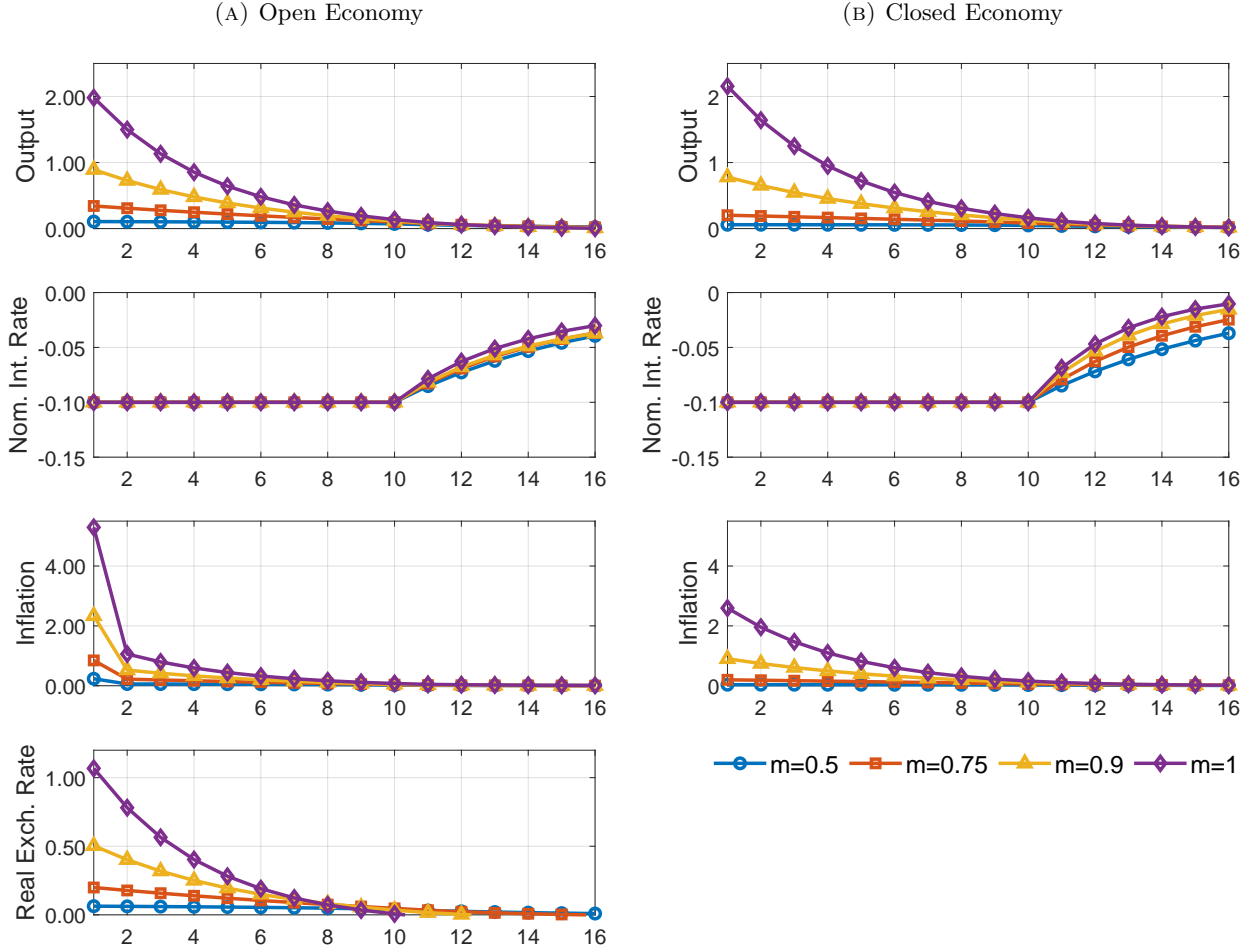 (A) Open Economy
(B) Closed Economy
Output
2.00
1.00
0.00
2 4 6 8 10 12 14 16
Output
2
1
0
2 4 6 8 10 12 14 16
Nom. Int. Rate
0.00
-0.05
-0.10
-0.15
2 4 6 8 10 12 14 16
Nom. Int. Rate
0
-0.05
-0.1
-0.15
2 4 6 8 10 12 14 16
Inflation
4.00
2.00
0.00
2 4 6 8 10 12 14 16
Inflation
4
2
0
2 4 6 8 10 12 14 16
Real Exch. Rate
1.00
0.50
0.00
2 4 6 8 10 12 14 16
m=0.5 m=0.75 m=0.9 m=1